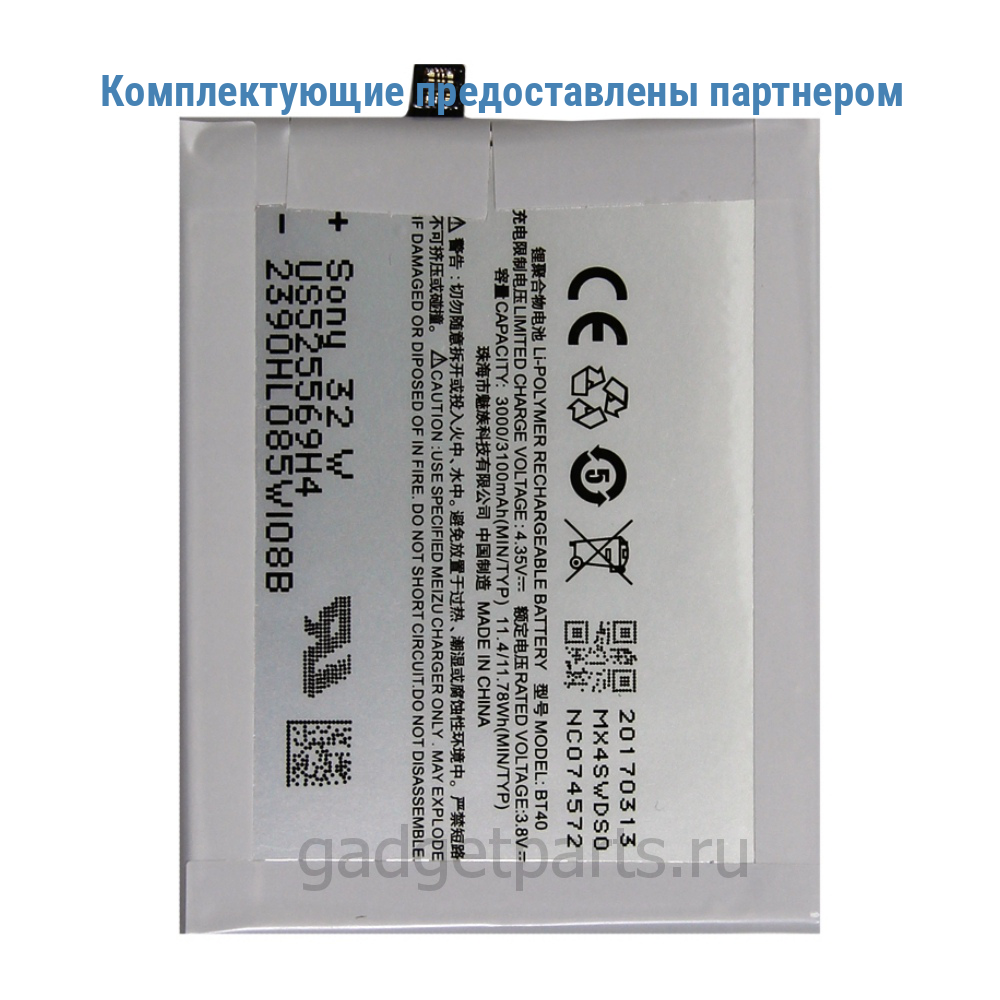 Комплектующие предоставлены партнером
锂聚合物电池 Li-POLYMER RECHARGEABLE BATTERY 型号 MODEL: BT40
充电限制电压 LIMITED CHARGE VOLTAGE : 4.35V⎓ 额定电压 RATED VOLTAGE:3.8V⎓
容量 CAPACITY: 3000/3100mAh(MIN/TYP) 11.4/11.78Wh(MIN/TYP)
珠海市魅族科技有限公司 中国制造 MADE IN CHINA
⚠ 警告：切勿随意拆开或投入火中、水中。避免放置于过热、潮湿或腐蚀性环境中。严禁短路
不可挤压或碰撞。 ⚠CAUTION :USE SPECIFIED MEIZU CHARGER ONLY . MAY EXPLODE
IF DAMAGED OR DIPOSED OF IN FIRE. DO NOT SHORT CIRCUIT.DO NOT DISASSEMBLE.
+ Sony 32 W
US525569H4
- 2390HL085WI08B
CE
5
20170313
MX4SWDS0
NC074572
gadgetparts.ru